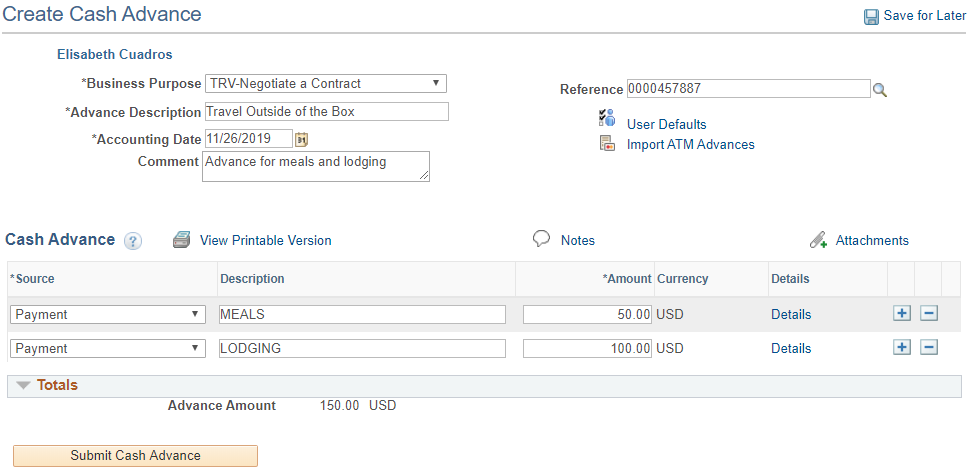 Create Cash Advance
Save for Later
Elisabeth Cuadros
*Business Purpose TRV-Negotiate a Contract
Reference 0000457887
*Advance Description Travel Outside of the Box
User Defaults
*Accounting Date 11/26/2019
Import ATM Advances
Comment Advance for meals and lodging
Cash Advance ? View Printable Version Notes Attachments
*Source Description *Amount Currency Details
Payment MEALS 50.00 USD Details + −
Payment LODGING 100.00 USD Details + −
Totals
Advance Amount 150.00 USD
Submit Cash Advance